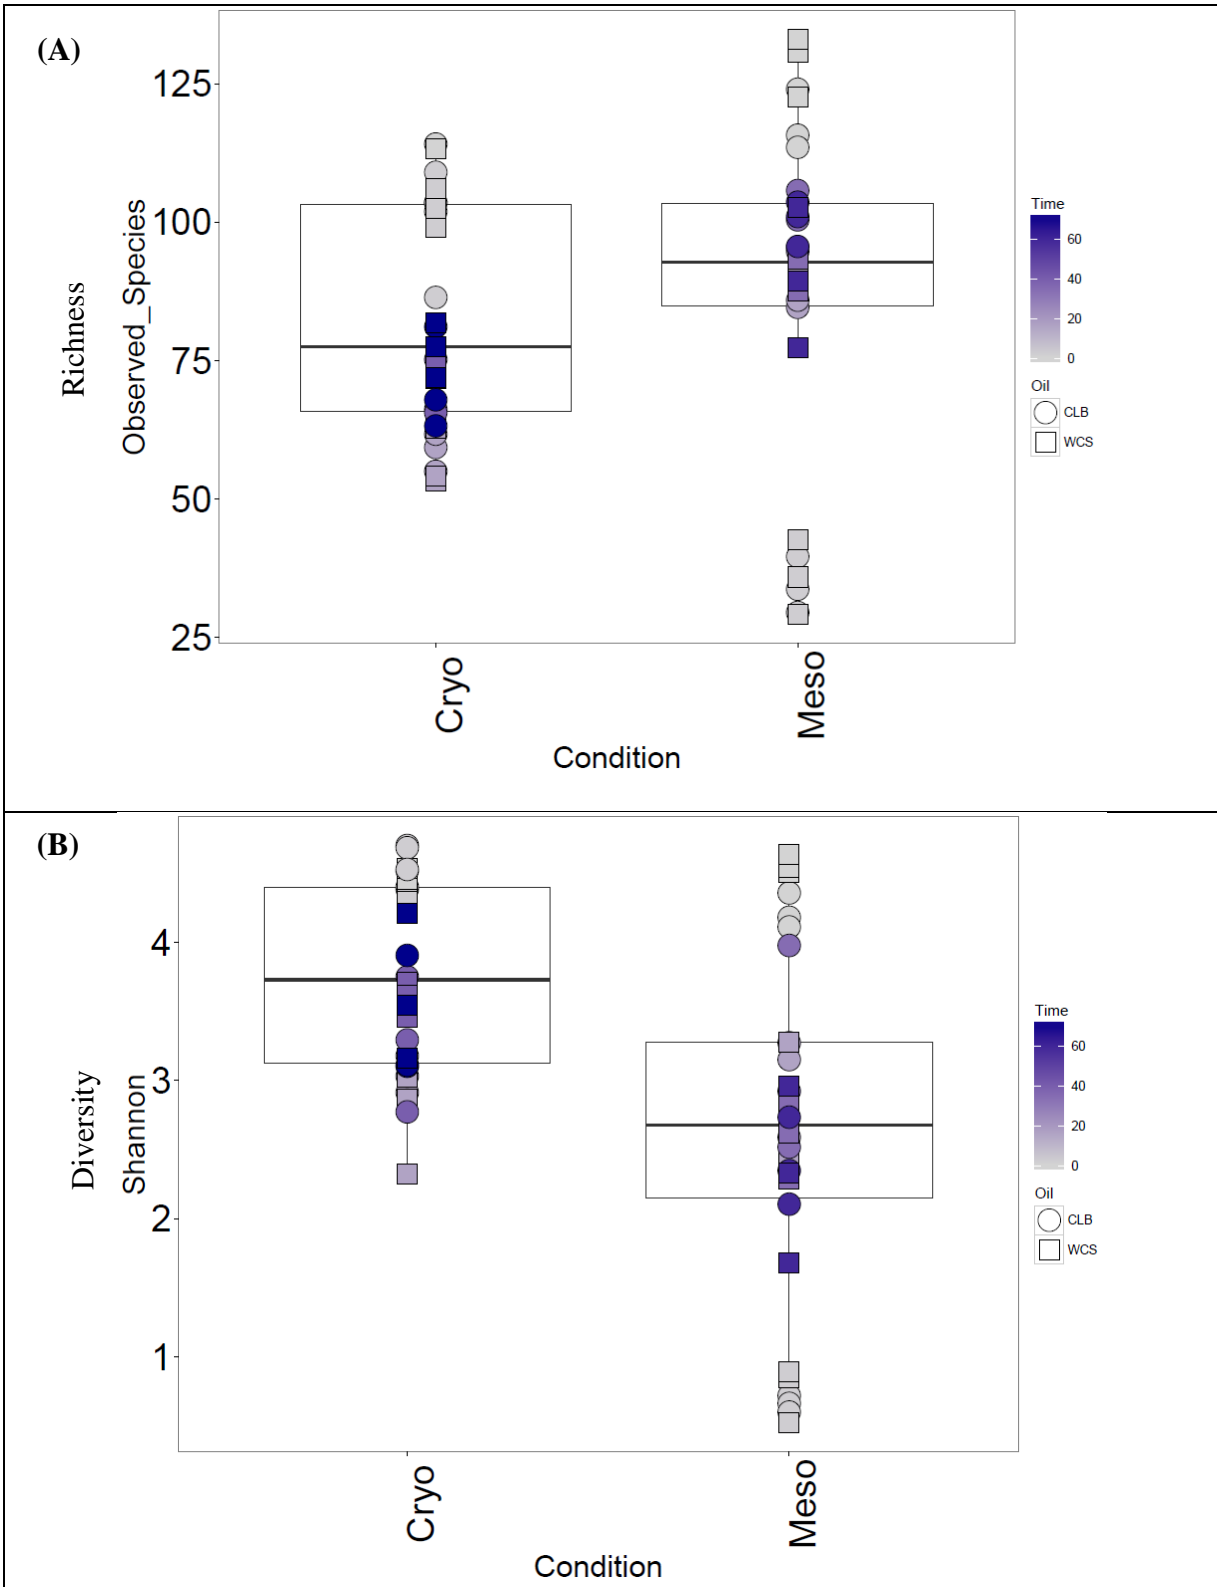 (A)
Richness
Observed_Species
125
100
75
50
25
Cryo
Meso
Condition
Time
60
40
20
0
Oil
CLB
WCS
(B)
Diversity
Shannon
4
3
2
1
Cryo
Meso
Condition
Time
60
40
20
0
Oil
CLB
WCS